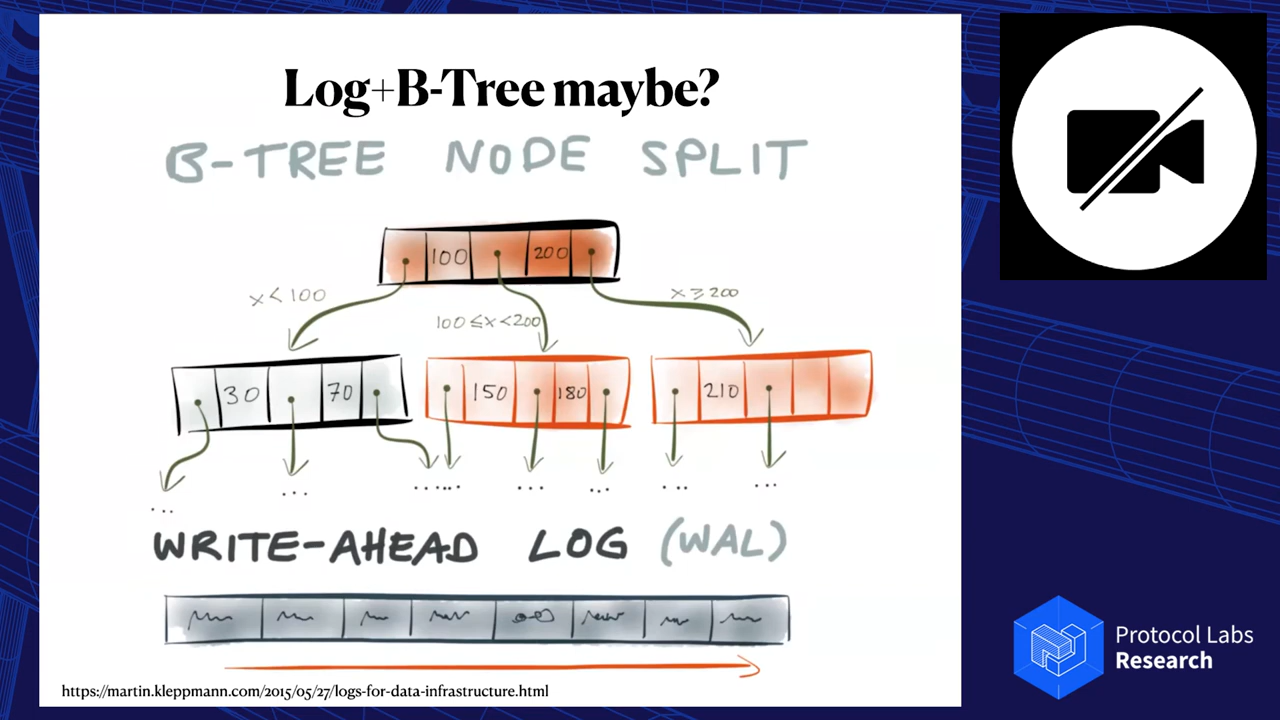 Log+B-Tree maybe?
B-TREE NODE SPLIT
100 200
x < 100
100 ≤ x < 200
x ≥ 200
30 70 150 180 210
... ... ...... ... ... ... ...
WRITE-AHEAD LOG (WAL)
https://martin.kleppmann.com/2015/05/27/logs-for-data-infrastructure.html
Protocol Labs
Research